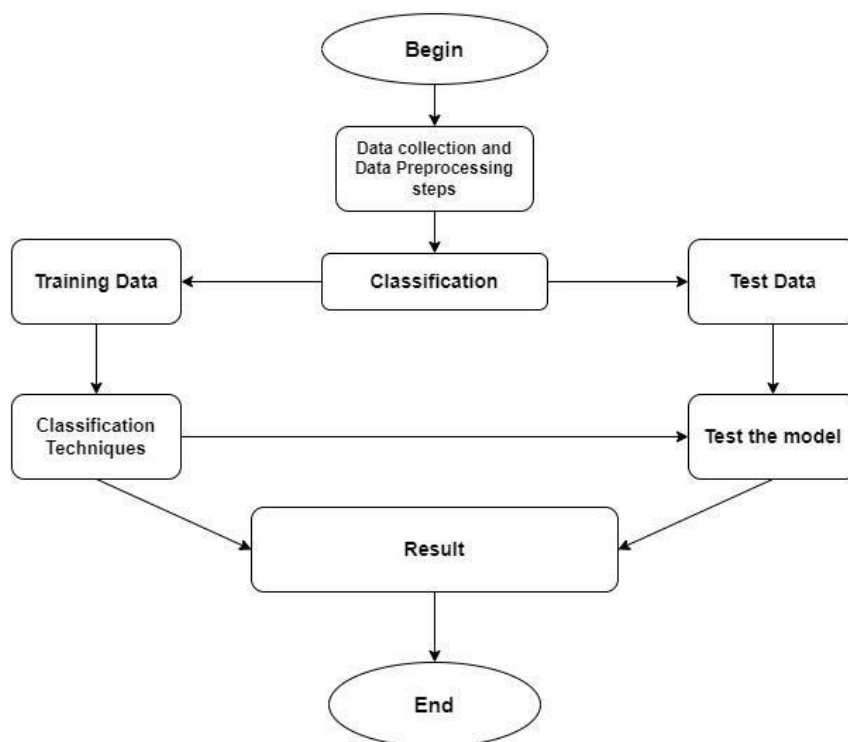 Begin
Data collection and
Data Preprocessing
steps
Training Data
Classification
Test Data
Classification
Techniques
Test the model
Result
End